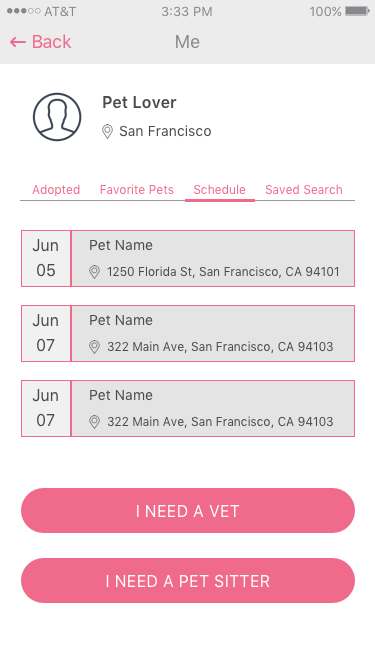 AT&T 3:33 PM 100%
Back Me
Pet Lover
San Francisco
Adopted Favorite Pets Schedule Saved Search
Jun
05
Pet Name
1250 Florida St, San Francisco, CA 94101
Jun
07
Pet Name
322 Main Ave, San Francisco, CA 94103
Jun
07
Pet Name
322 Main Ave, San Francisco, CA 94103
I NEED A VET
I NEED A PET SITTER